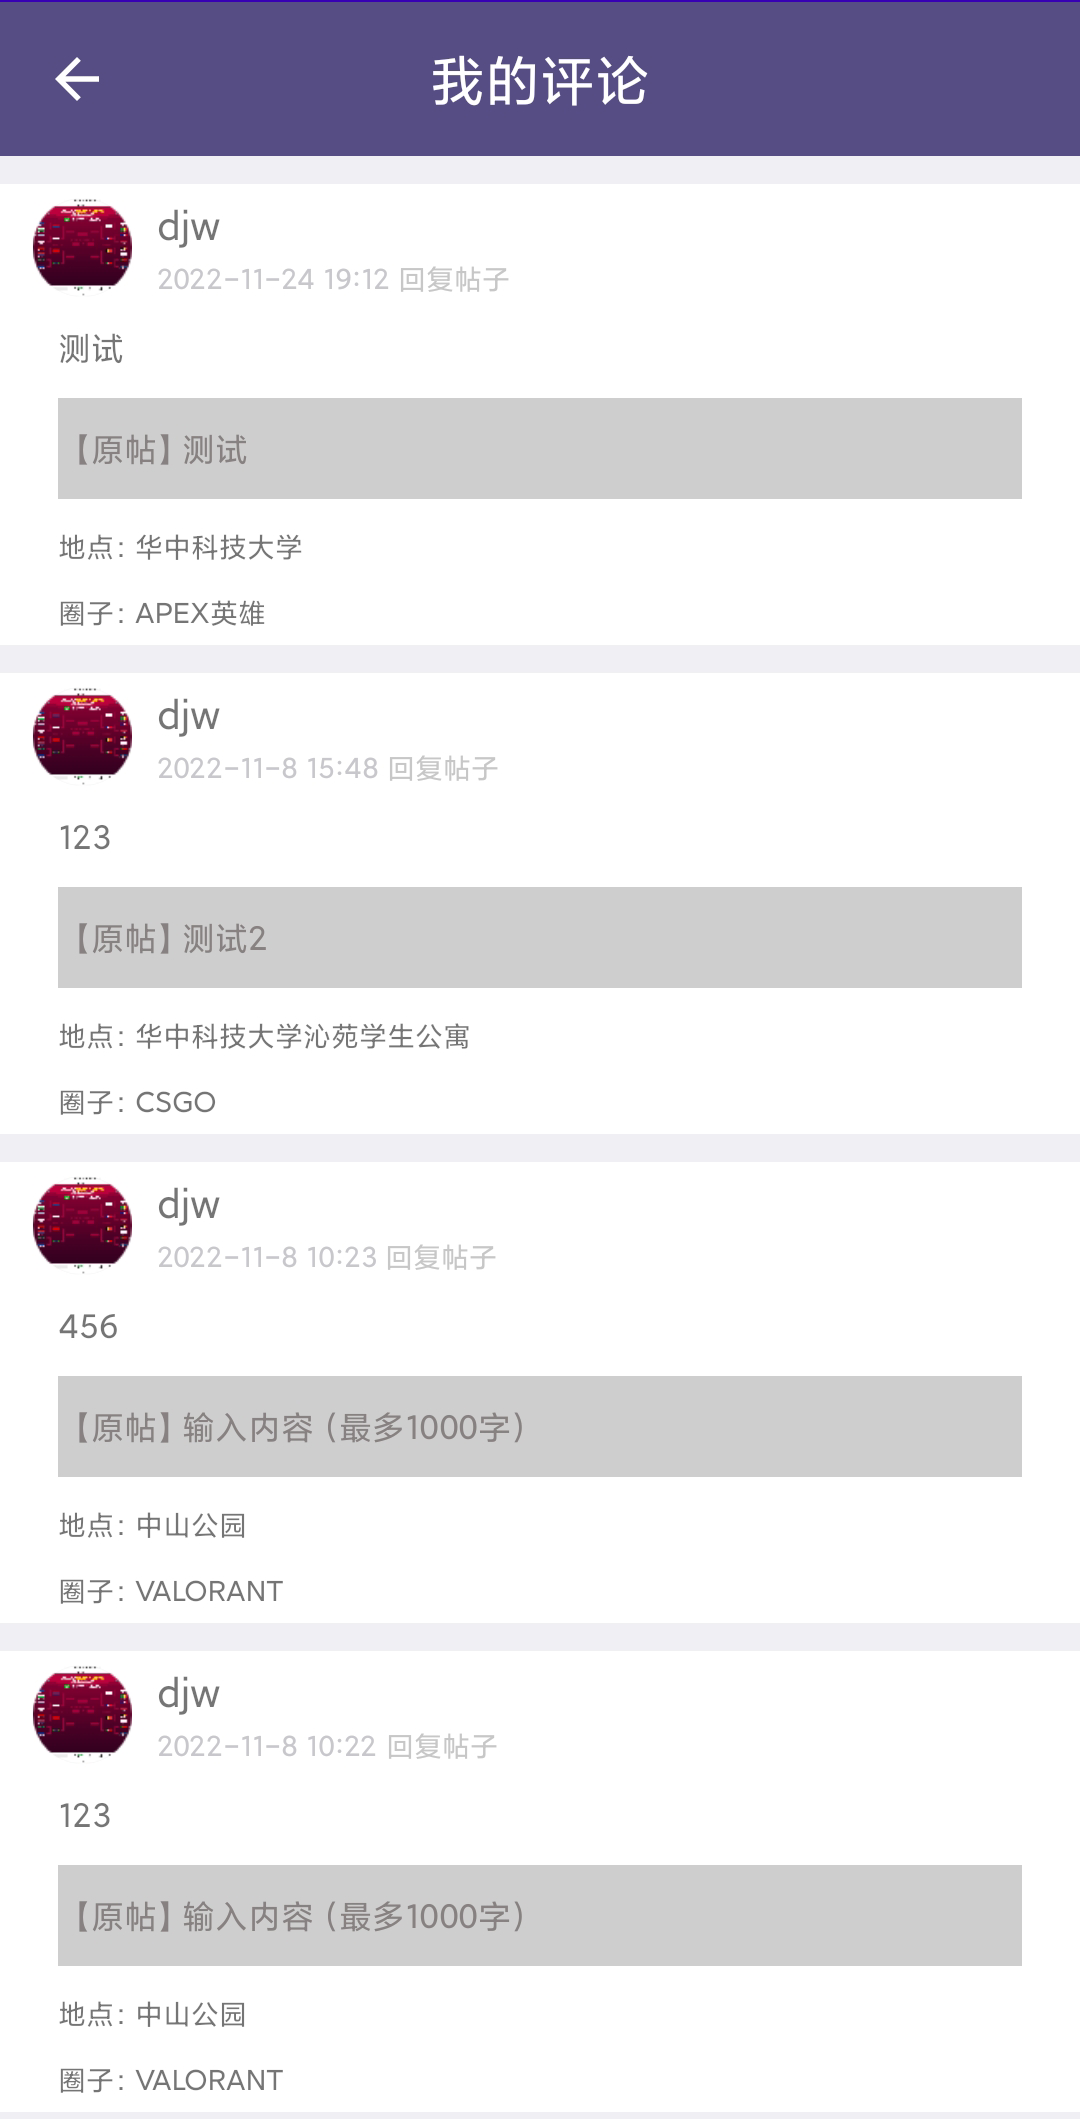 我的评论
djw
2022-11-24 19:12 回复帖子
测试
【原帖】测试
地点：华中科技大学
圈子：APEX英雄
djw
2022-11-8 15:48 回复帖子
123
【原帖】测试2
地点：华中科技大学沁苑学生公寓
圈子：CSGO
djw
2022-11-8 10:23 回复帖子
456
【原帖】输入内容（最多1000字）
地点：中山公园
圈子：VALORANT
djw
2022-11-8 10:22 回复帖子
123
【原帖】输入内容（最多1000字）
地点：中山公园
圈子：VALORANT